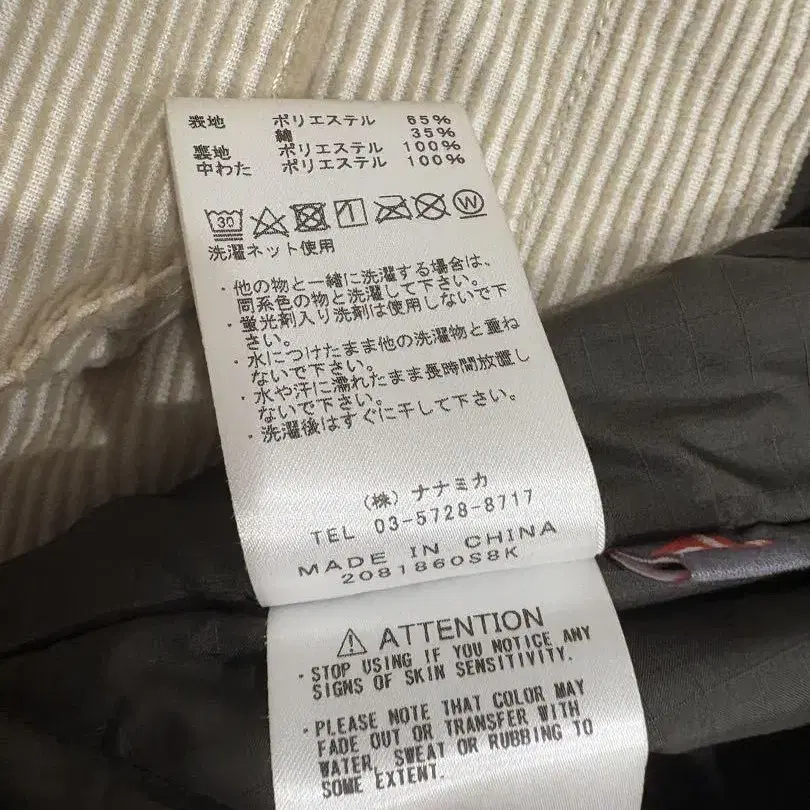 表地 ポリエステル 65%
綿 35%
裏地 ポリエステル 100%
中わた ポリエステル 100%
30 W
洗濯ネット使用
・他の物と一緒に洗濯する場合は、
同系色の物と洗濯して下さい。
・蛍光剤入り洗剤は使用しないで下
さい。
・水につけたまま他の洗濯物と重ね
ないで下さい。
・水や汗に濡れたまま長時間放置し
ないで下さい。
・洗濯後はすぐに干して下さい。
(株) ナナミカ
TEL 03-5728-8717
MADE IN CHINA
2081860S8K
⚠ ATTENTION
・STOP USING IF YOU NOTICE ANY
SIGNS OF SKIN SENSITIVITY.
・PLEASE NOTE THAT COLOR MAY
FADE OUT OR TRANSFER WITH
WATER, SWEAT OR RUBBING TO
SOME EXTENT.